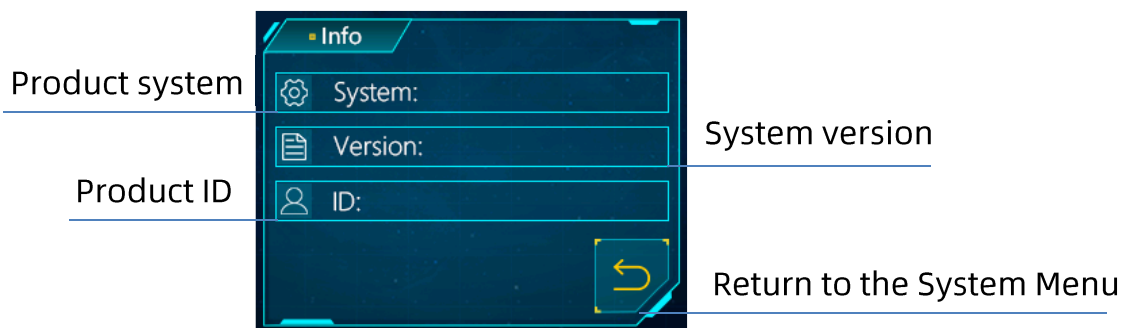 Info
Product system
System:
System version
Version:
Product ID
ID:
Return to the System Menu